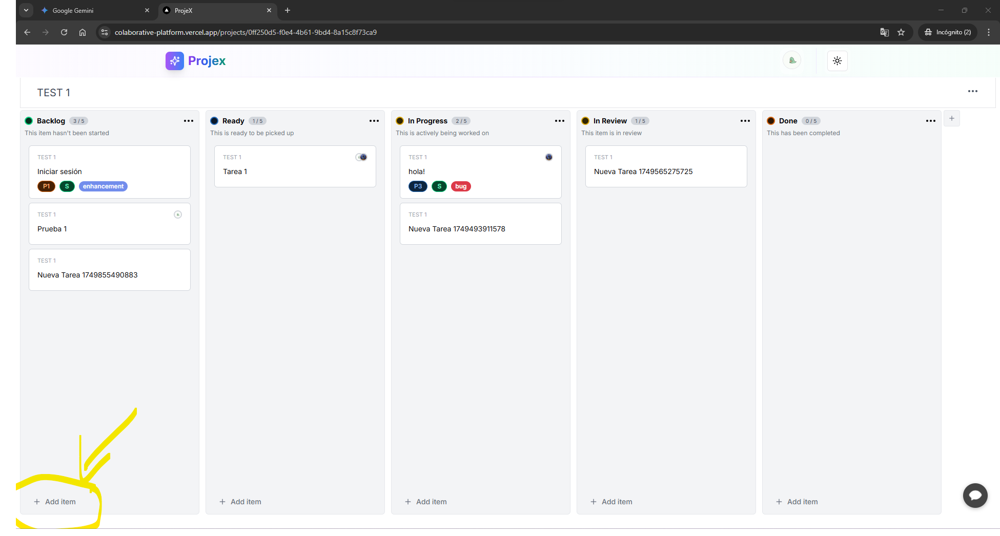 Google Gemini
ProjeX
colaborative-platform.vercel.app/projects/0ff250d5-f0e4-4b61-9bd4-8a15c8f73ca9
Incógnito (2)
Projex
TEST 1
Backlog 3 / 5
This item hasn't been started
TEST 1
Iniciar sesión
P1 S enhancement
TEST 1
Prueba 1
TEST 1
Nueva Tarea 1749855490883
+ Add item
Ready 1 / 5
This is ready to be picked up
TEST 1
Tarea 1
+ Add item
In Progress 2 / 5
This is actively being worked on
TEST 1
hola!
P3 S bug
TEST 1
Nueva Tarea 1749493911578
+ Add item
In Review 1 / 5
This item is in review
TEST 1
Nueva Tarea 1749565275725
+ Add item
Done 0 / 5
This has been completed
+ Add item